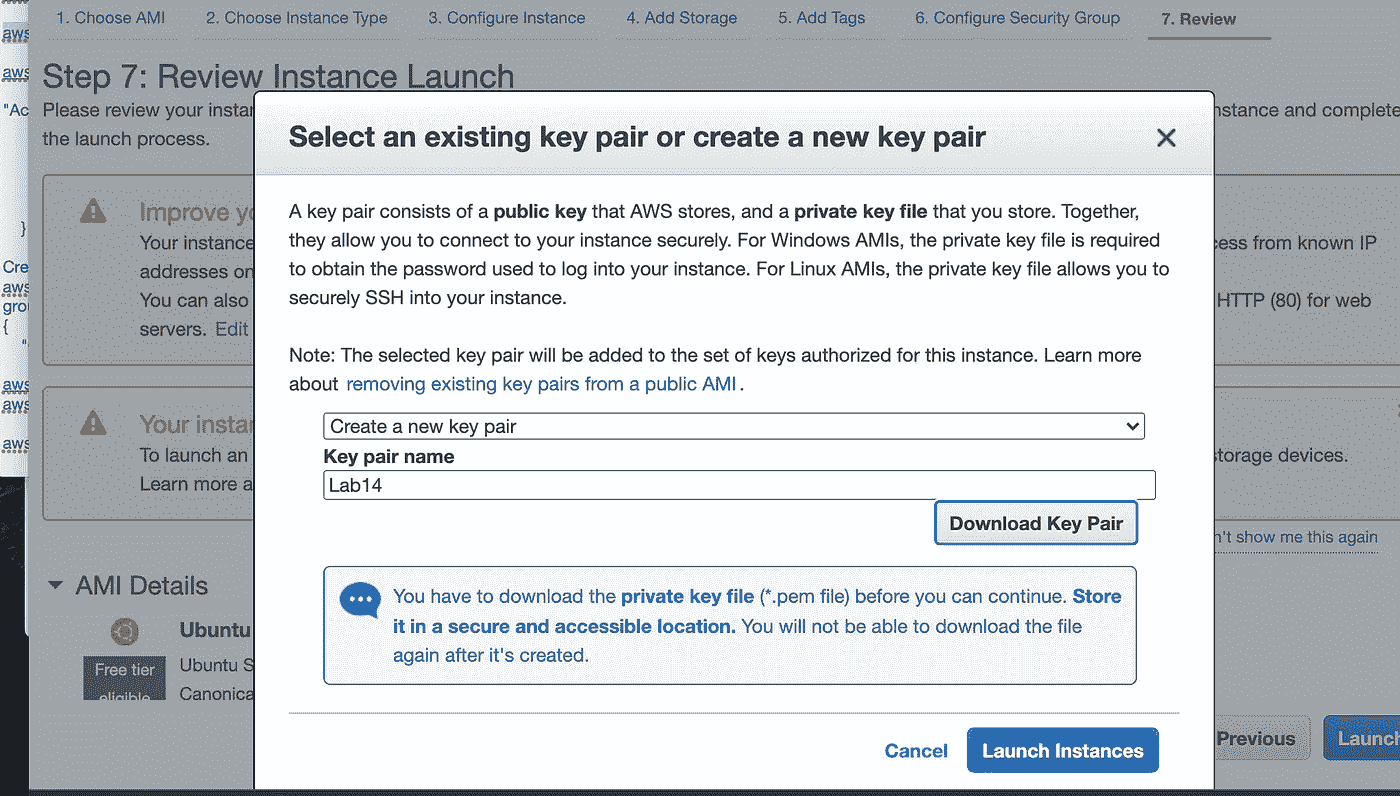 1. Choose AMI 2. Choose Instance Type 3. Configure Instance 4. Add Storage 5. Add Tags 6. Configure Security Group 7. Review
aws
Step 7: Review Instance Launch
aws
"Ac
Please review your instan
nstance and complete
the launch process.
Select an existing key pair or create a new key pair
A key pair consists of a public key that AWS stores, and a private key file that you store. Together,
they allow you to connect to your instance securely. For Windows AMIs, the private key file is required
to obtain the password used to log into your instance. For Linux AMIs, the private key file allows you to
securely SSH into your instance.
Note: The selected key pair will be added to the set of keys authorized for this instance. Learn more
about removing existing key pairs from a public AMI.
Create a new key pair
Key pair name
Lab14
Download Key Pair
You have to download the private key file (*.pem file) before you can continue. Store
it in a secure and accessible location. You will not be able to download the file
again after it's created.
Cancel Launch Instances
Improve yo
Your instance
cess from known IP
addresses on
You can also
HTTP (80) for web
servers. Edit
}
Cre
aws
grou
{
"
aws
aws
aws
Your instan
To launch an
storage devices.
Learn more a
n't show me this again
AMI Details
Ubuntu
Free tier
eligible
Ubuntu S
Canonica
Previous
Launch